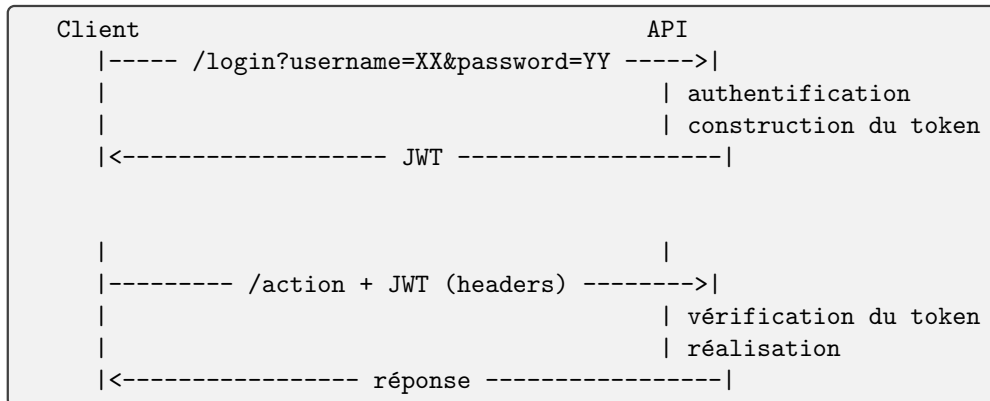 Client                                    API
|----- /login?username=XX&password=YY ----->|
|                                        | authentification
|                                        | construction du token
|<------------------- JWT -------------------|
|                                        |
|--------- /action + JWT (headers) -------->|
|                                        | vérification du token
|                                        | réalisation
|<----------------- réponse -----------------|